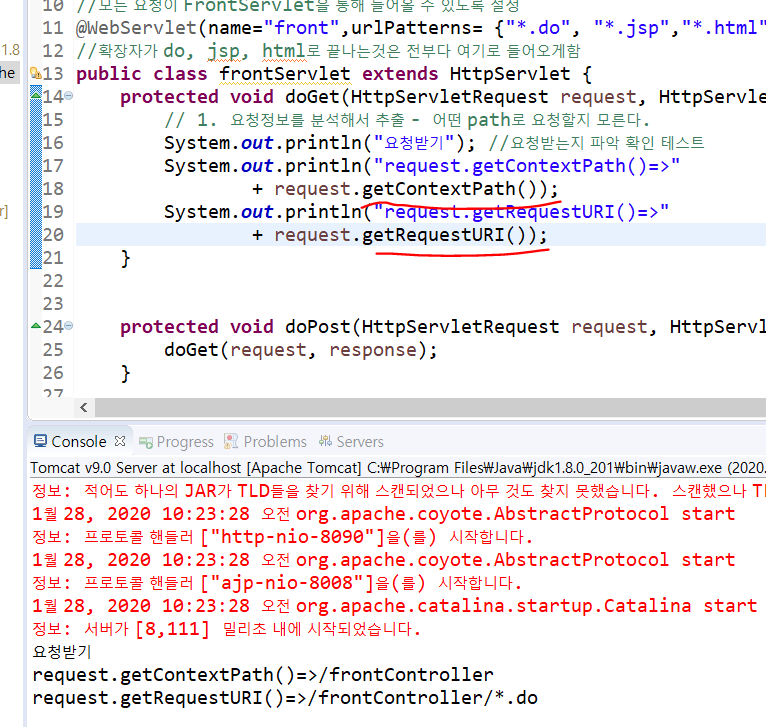 10 //모든 요청이 FrontServlet을 통해 들어올 수 있도록 설정
11 @WebServlet(name="front",urlPatterns= {"*.do", "*.jsp","*.html"
12 //확장자가 do, jsp, html로 끝나는것은 전부다 여기로 들어오게함
1.8
he
13 public class frontServlet extends HttpServlet {
14 protected void doGet(HttpServletRequest request, HttpServle
15 // 1. 요청정보를 분석해서 추출 - 어떤 path로 요청할지 모른다.
16 System.out.println("요청받기"); //요청받는지 파악 확인 테스트
17 System.out.println("request.getContextPath()=>"
18 + request.getContextPath());
r]
19 System.out.println("request.getRequestURI()=>"
20 + request.getRequestURI());
21 }
22
23
24 protected void doPost(HttpServletRequest request, HttpServl
25 doGet(request, response);
26 }
27
Console Progress Problems Servers
Tomcat v9.0 Server at localhost [Apache Tomcat] C:₩Program Files₩Java₩jdk1.8.0_201₩bin₩javaw.exe (2020.
정보: 적어도 하나의 JAR가 TLD들을 찾기 위해 스캔되었으나 아무 것도 찾지 못했습니다. 스캔했으나 T
1월 28, 2020 10:23:28 오전 org.apache.coyote.AbstractProtocol start
정보: 프로토콜 핸들러 ["http-nio-8090"]을(를) 시작합니다.
1월 28, 2020 10:23:28 오전 org.apache.coyote.AbstractProtocol start
정보: 프로토콜 핸들러 ["ajp-nio-8008"]을(를) 시작합니다.
1월 28, 2020 10:23:28 오전 org.apache.catalina.startup.Catalina start
정보: 서버가 [8,111] 밀리초 내에 시작되었습니다.
요청받기
request.getContextPath()=>/frontController
request.getRequestURI()=>/frontController/*.do